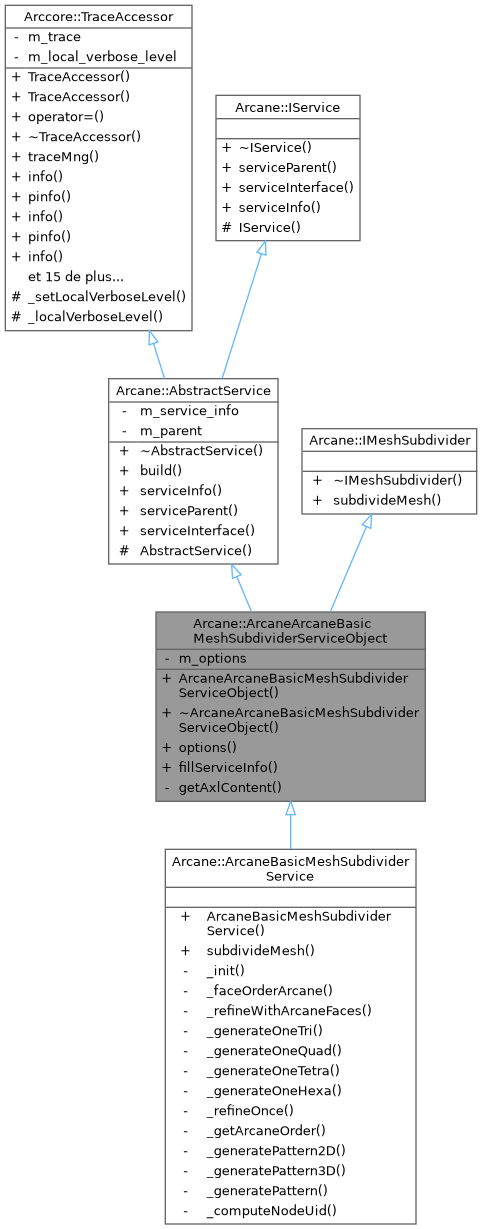 Arccore::TraceAccessor
- m_trace
- m_local_verbose_level
+ TraceAccessor()
+ TraceAccessor()
+ operator=()
+ ~TraceAccessor()
+ traceMng()
+ info()
+ pinfo()
+ info()
+ pinfo()
+ info()
et 15 de plus...
# _setLocalVerboseLevel()
# _localVerboseLevel()
Arcane::IService
+ ~IService()
+ serviceParent()
+ serviceInterface()
+ serviceInfo()
# IService()
Arcane::AbstractService
- m_service_info
- m_parent
+ ~AbstractService()
+ build()
+ serviceInfo()
+ serviceParent()
+ serviceInterface()
# AbstractService()
Arcane::IMeshSubdivider
+ ~IMeshSubdivider()
+ subdivideMesh()
Arcane::ArcaneArcaneBasic
MeshSubdividerServiceObject
- m_options
+ ArcaneArcaneBasicMeshSubdivider
ServiceObject()
+ ~ArcaneArcaneBasicMeshSubdivider
ServiceObject()
+ options()
+ fillServiceInfo()
- getAxlContent()
Arcane::ArcaneBasicMeshSubdivider
Service
+ ArcaneBasicMeshSubdivider
Service()
+ subdivideMesh()
- _init()
- _faceOrderArcane()
- _refineWithArcaneFaces()
- _generateOneTri()
- _generateOneQuad()
- _generateOneTetra()
- _generateOneHexa()
- _refineOnce()
- _getArcaneOrder()
- _generatePattern2D()
- _generatePattern3D()
- _generatePattern()
- _computeNodeUid()